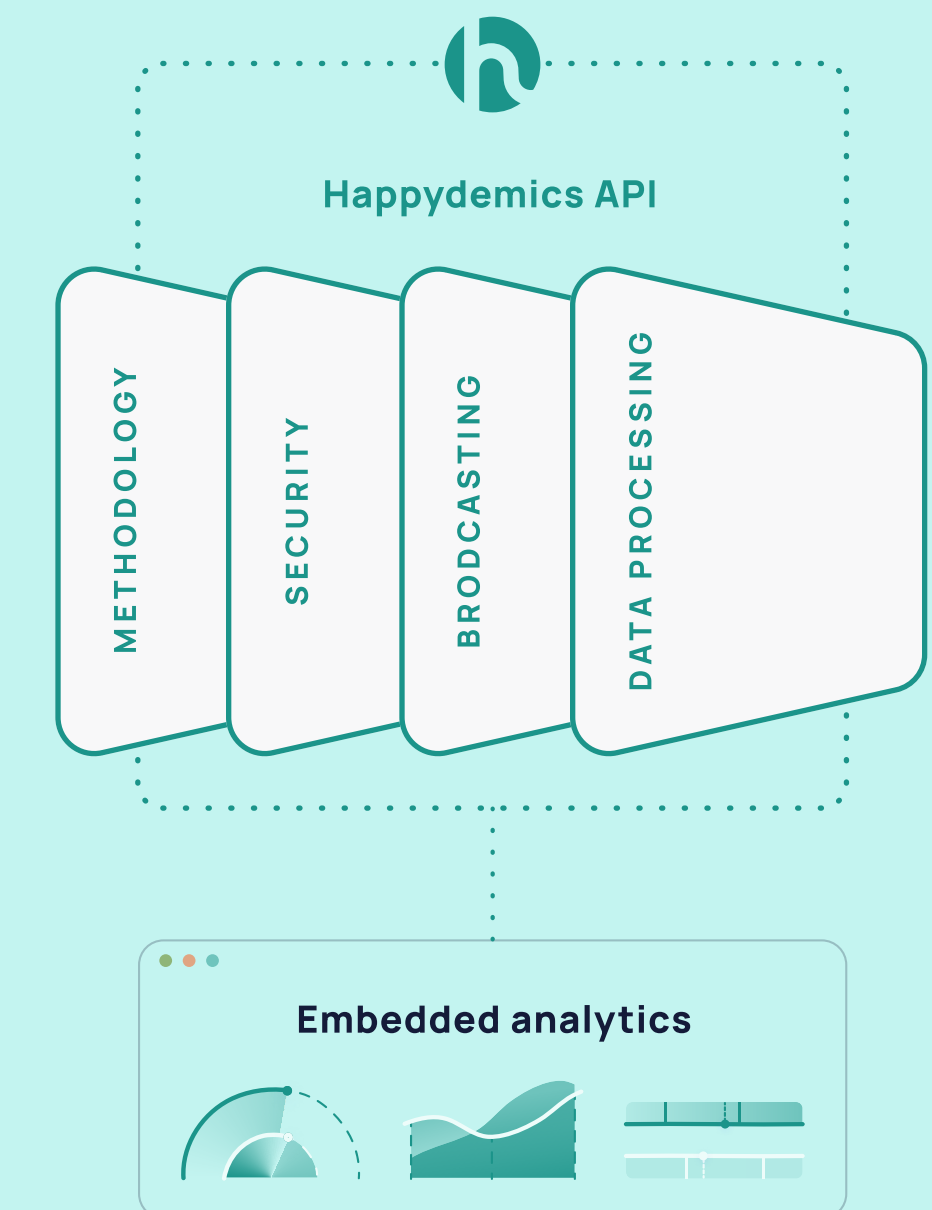 Happydemics API
METHODOLOGY
SECURITY
BRODCASTING
DATA PROCESSING
Embedded analytics